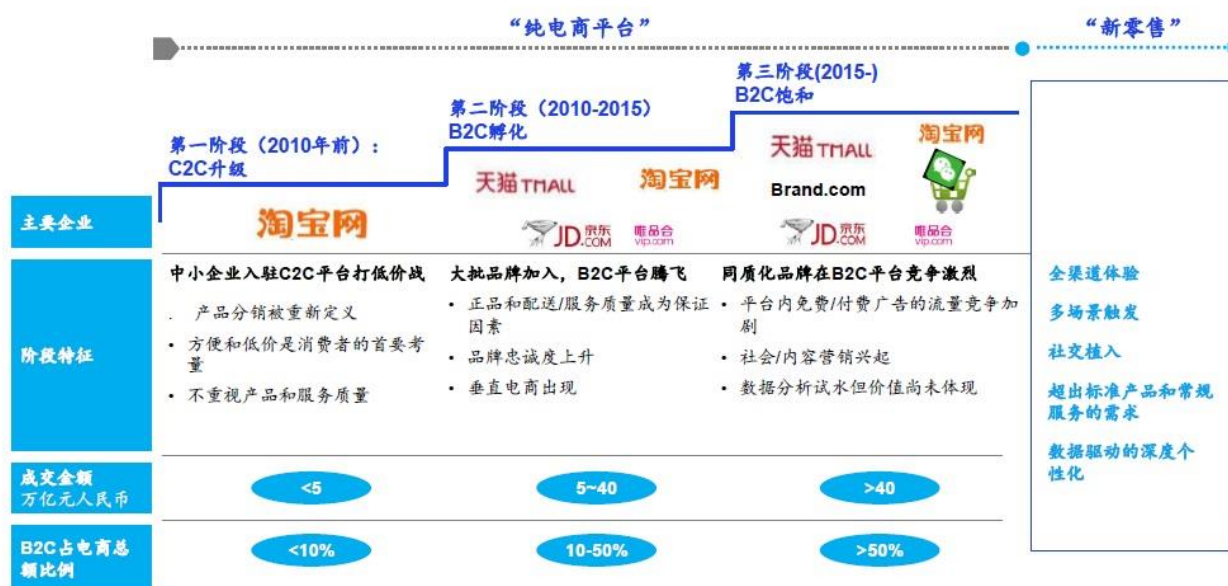 “纯电商平台”
“新零售”
第一阶段（2010年前）：
C2C升级
第二阶段（2010-2015）
B2C孵化
第三阶段(2015-)
B2C饱和
主要企业
淘宝网
天猫 TMALL
淘宝网
JD.COM 京东
唯品会
vip.com
天猫 TMALL
淘宝网
Brand.com
JD.COM 京东
唯品会
vip.com
阶段特征
中小企业入驻C2C平台打低价战
. 产品分销被重新定义
• 方便和低价是消费者的首要考
量
• 不重视产品和服务质量
大批品牌加入，B2C平台腾飞
• 正品和配送/服务质量成为保证
因素
• 品牌忠诚度上升
• 垂直电商出现
同质化品牌在B2C平台竞争激烈
• 平台内免费/付费广告的流量竞争加
剧
• 社会/内容营销兴起
• 数据分析试水但价值尚未体现
全渠道体验
多场景触发
社交植入
超出标准产品和常规
服务的需求
数据驱动的深度个
性化
成交金额
万亿元人民币
<5
5~40
>40
B2C占电商总
额比例
<10%
10-50%
>50%